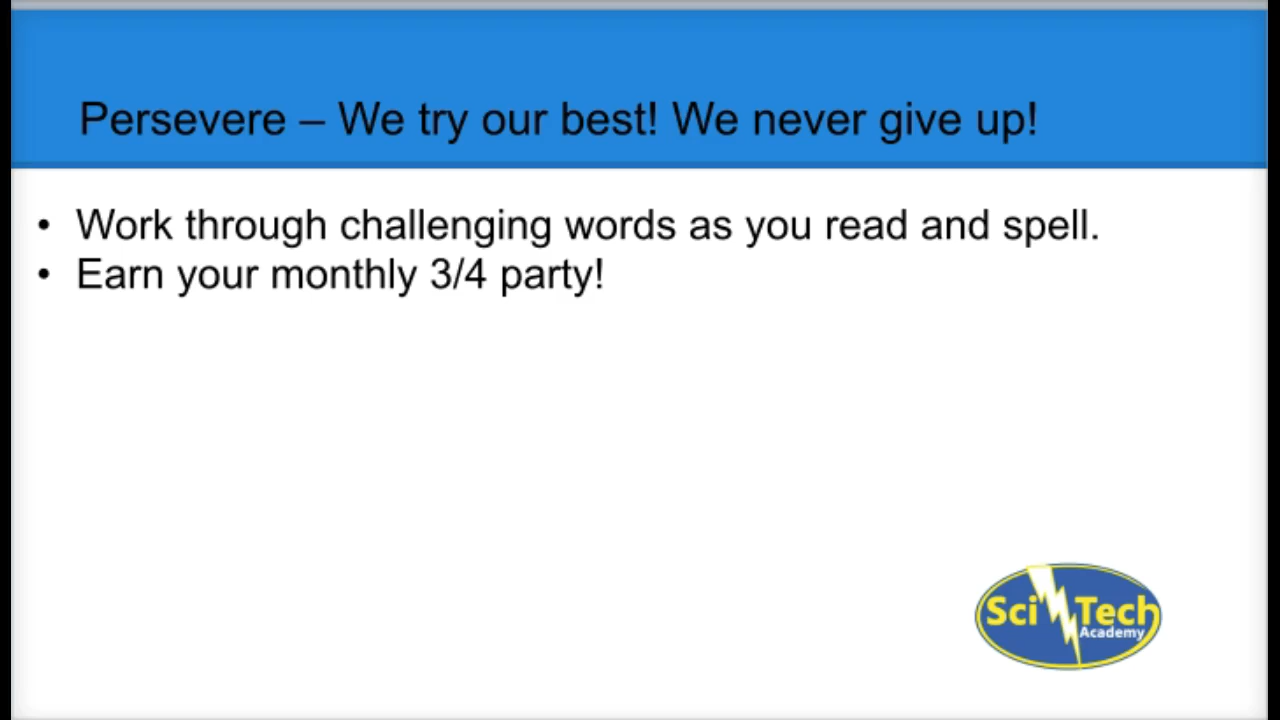 Persevere – We try our best! We never give up!
• Work through challenging words as you read and spell.
• Earn your monthly 3/4 party!
Sci Tech
Academy